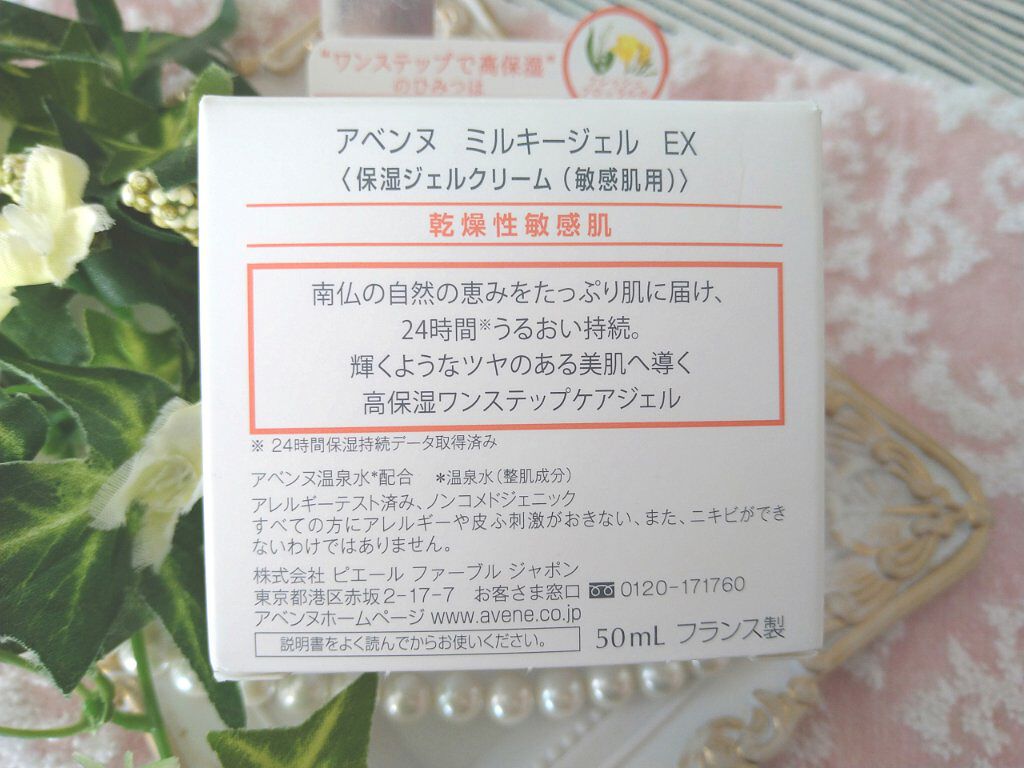 "ワンステップで高保湿"
のひみつは
アベンヌ ミルキージェル EX
〈保湿ジェルクリーム（敏感肌用）〉
乾燥性敏感肌
南仏の自然の恵みをたっぷり肌に届け、
24時間※うるおい持続。
輝くようなツヤのある美肌へ導く
高保湿ワンステップケアジェル
※ 24時間保湿持続データ取得済み
アベンヌ温泉水*配合 *温泉水（整肌成分）
アレルギーテスト済み、ノンコメドジェニック
すべての方にアレルギーや皮ふ刺激がおきない、また、ニキビができ
ないわけではありません。
株式会社 ピエール ファーブル ジャポン
東京都港区赤坂2-17-7 お客さま窓口 0120-171760
アベンヌホームページ www.avene.co.jp
説明書をよく読んでからお使いください。 50mL フランス製